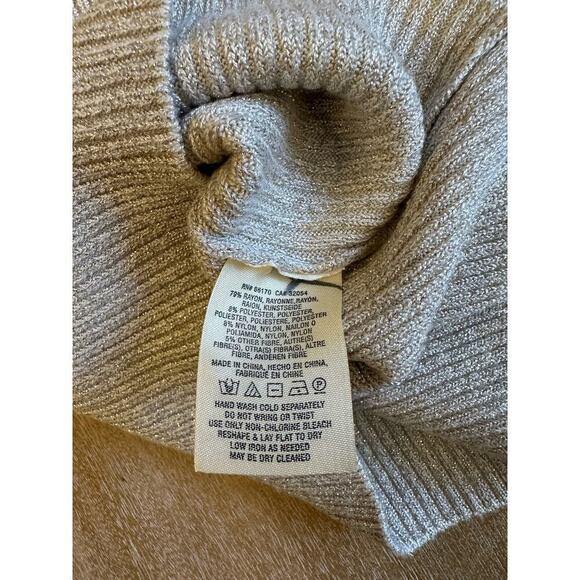 RN# 66170 CA# 32054
79% RAYON, RAYONNE, RAYON,
RAION, KUNSTSEIDE
8% POLYESTER, POLYESTER,
POLIESTER, POLIESTERE, POLYESTER
8% NYLON, NYLON, NAILON O
POLIAMIDA, NYLON, NYLON
5% OTHER FIBRE, AUTRE(S)
FIBRE(S), OTRA(S) FIBRA(S), ALTRE
FIBRE, ANDEREN FIBRE
MADE IN CHINA, HECHO EN CHINA,
FABRIQUÉ EN CHINE
HAND WASH COLD SEPARATELY
DO NOT WRING OR TWIST
USE ONLY NON-CHLORINE BLEACH
RESHAPE & LAY FLAT TO DRY
LOW IRON AS NEEDED
MAY BE DRY CLEANED